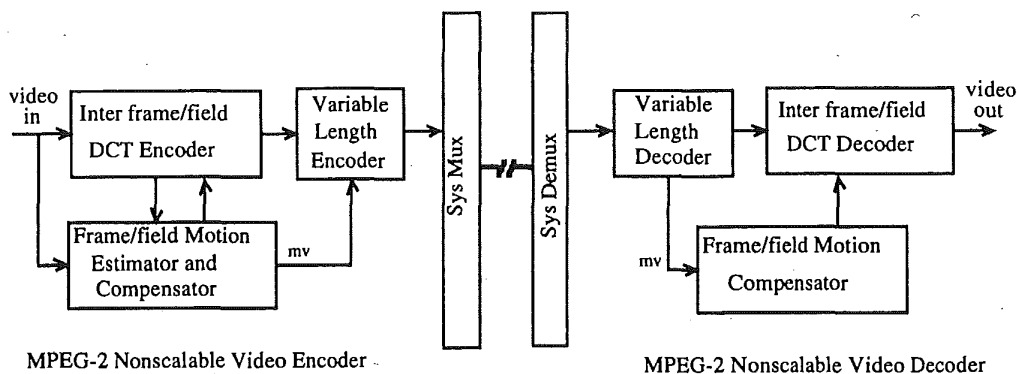 video
in
Inter frame/field
DCT Encoder
Variable
Length
Encoder
Frame/field Motion
Estimator and
Compensator
mv
Sys Mux
Sys Demux
Variable
Length
Decoder
Inter frame/field
DCT Decoder
video
out
mv
Frame/field Motion
Compensator
MPEG-2 Nonscalable Video Encoder
MPEG-2 Nonscalable Video Decoder